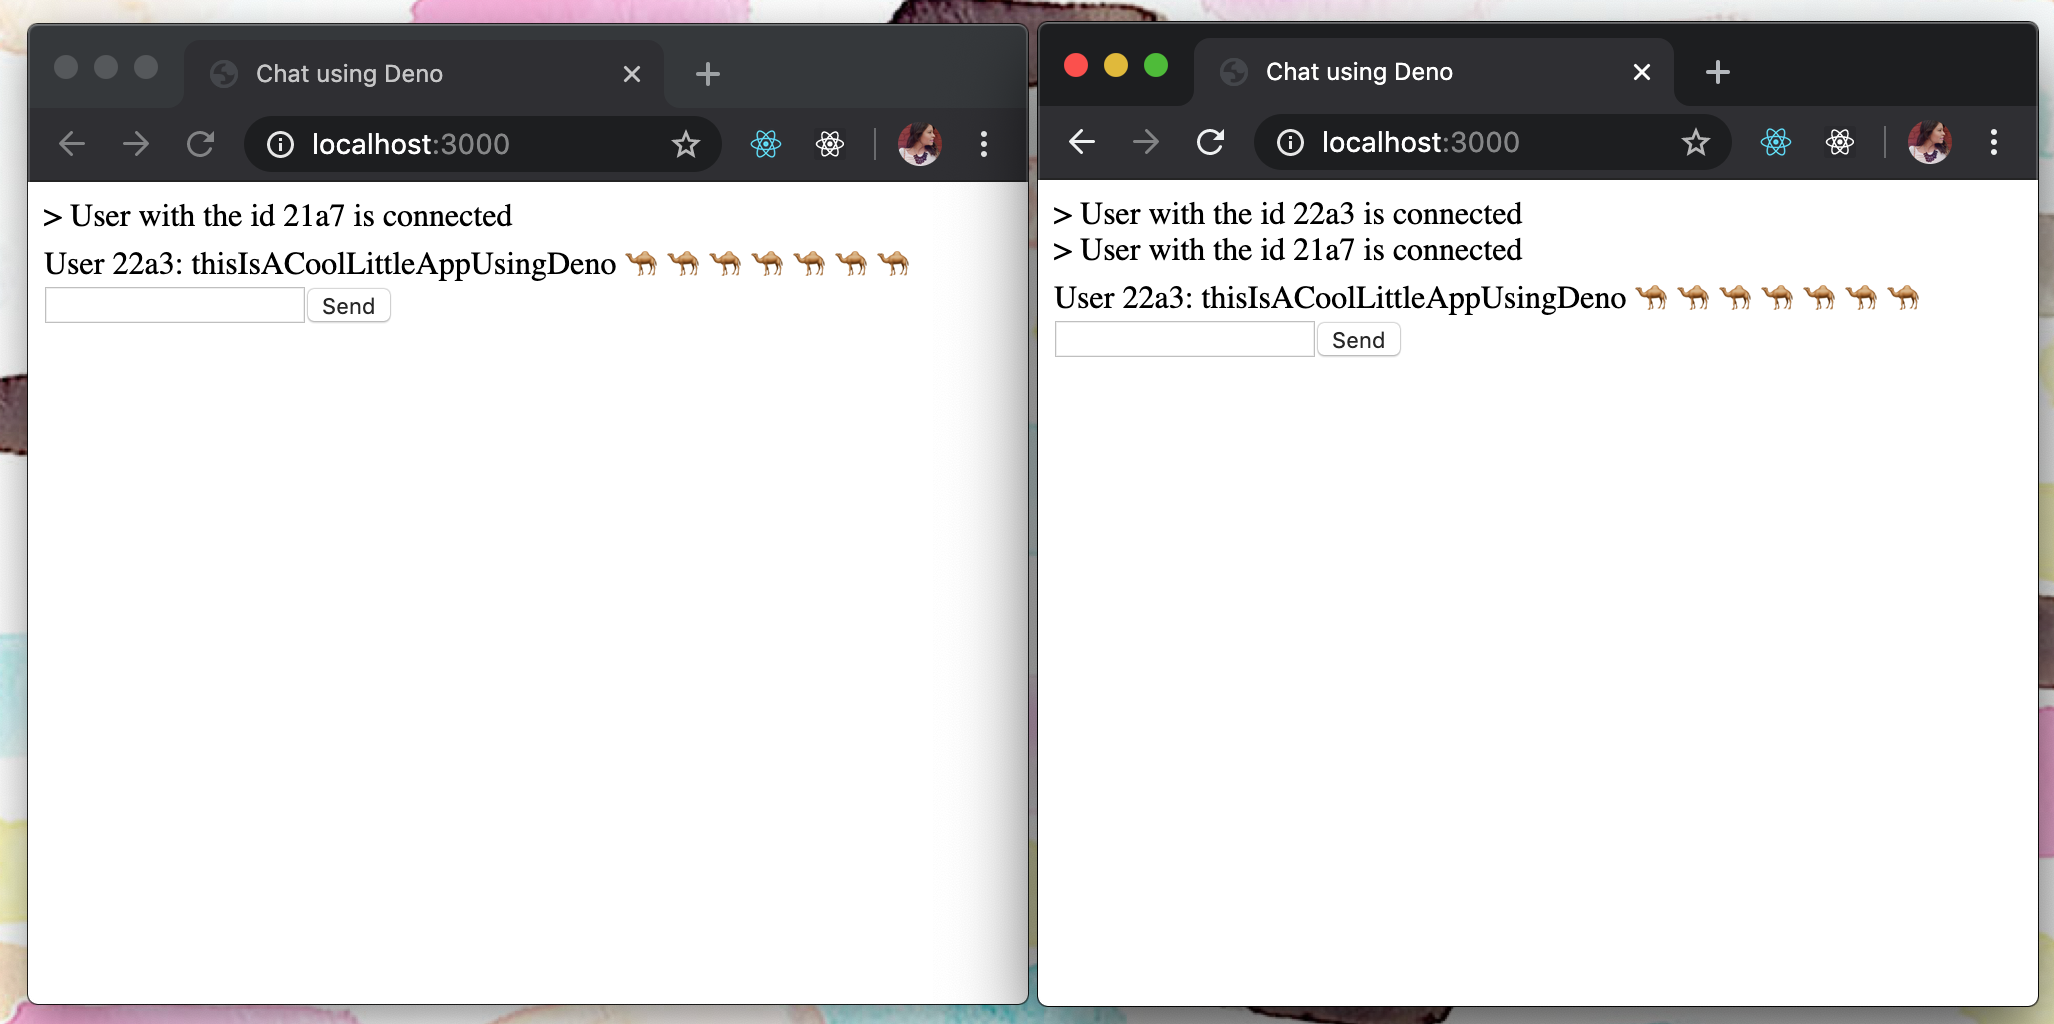 Chat using Deno
localhost:3000
> User with the id 21a7 is connected
User 22a3: thisIsACoolLittleAppUsingDeno 🐪 🐪 🐪 🐪 🐪 🐪 🐪
Send
Chat using Deno
localhost:3000
> User with the id 22a3 is connected
> User with the id 21a7 is connected
User 22a3: thisIsACoolLittleAppUsingDeno 🐪 🐪 🐪 🐪 🐪 🐪 🐪
Send